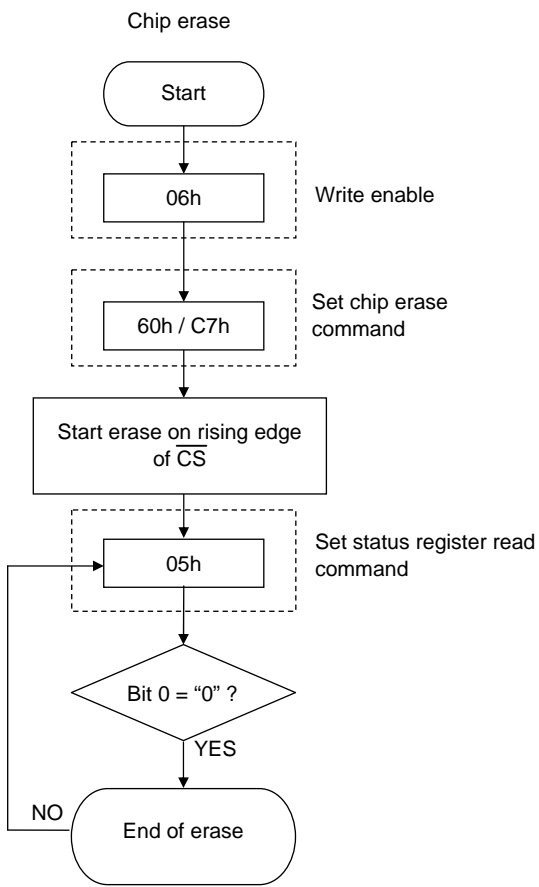 Chip erase
Start
06h
Write enable
60h / C7h
Set chip erase
command
Start erase on rising edge
of C̅S̅
05h
Set status register read
command
Bit 0 = “0” ?
YES
NO
End of erase